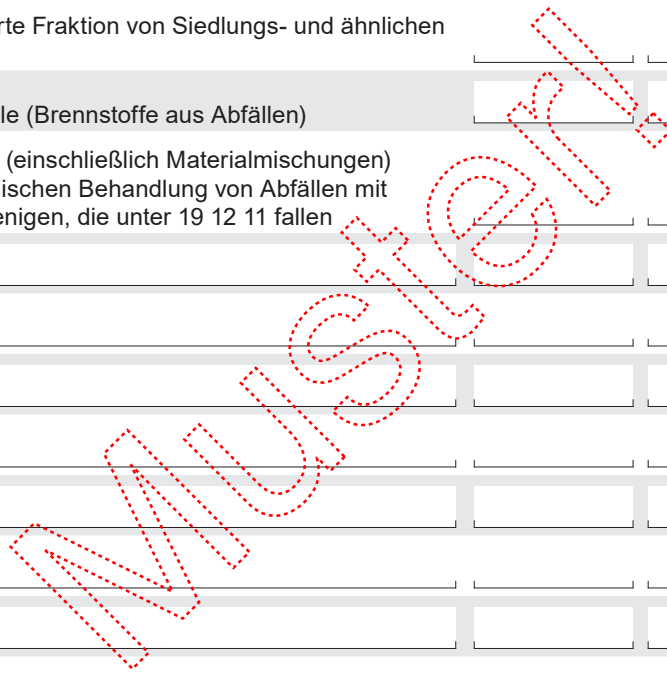 rte Fraktion von Siedlungs- und ähnlichen
le (Brennstoffe aus Abfällen)
(einschließlich Materialmischungen)
ischen Behandlung von Abfällen mit
enigen, die unter 19 12 11 fallen
Muster!